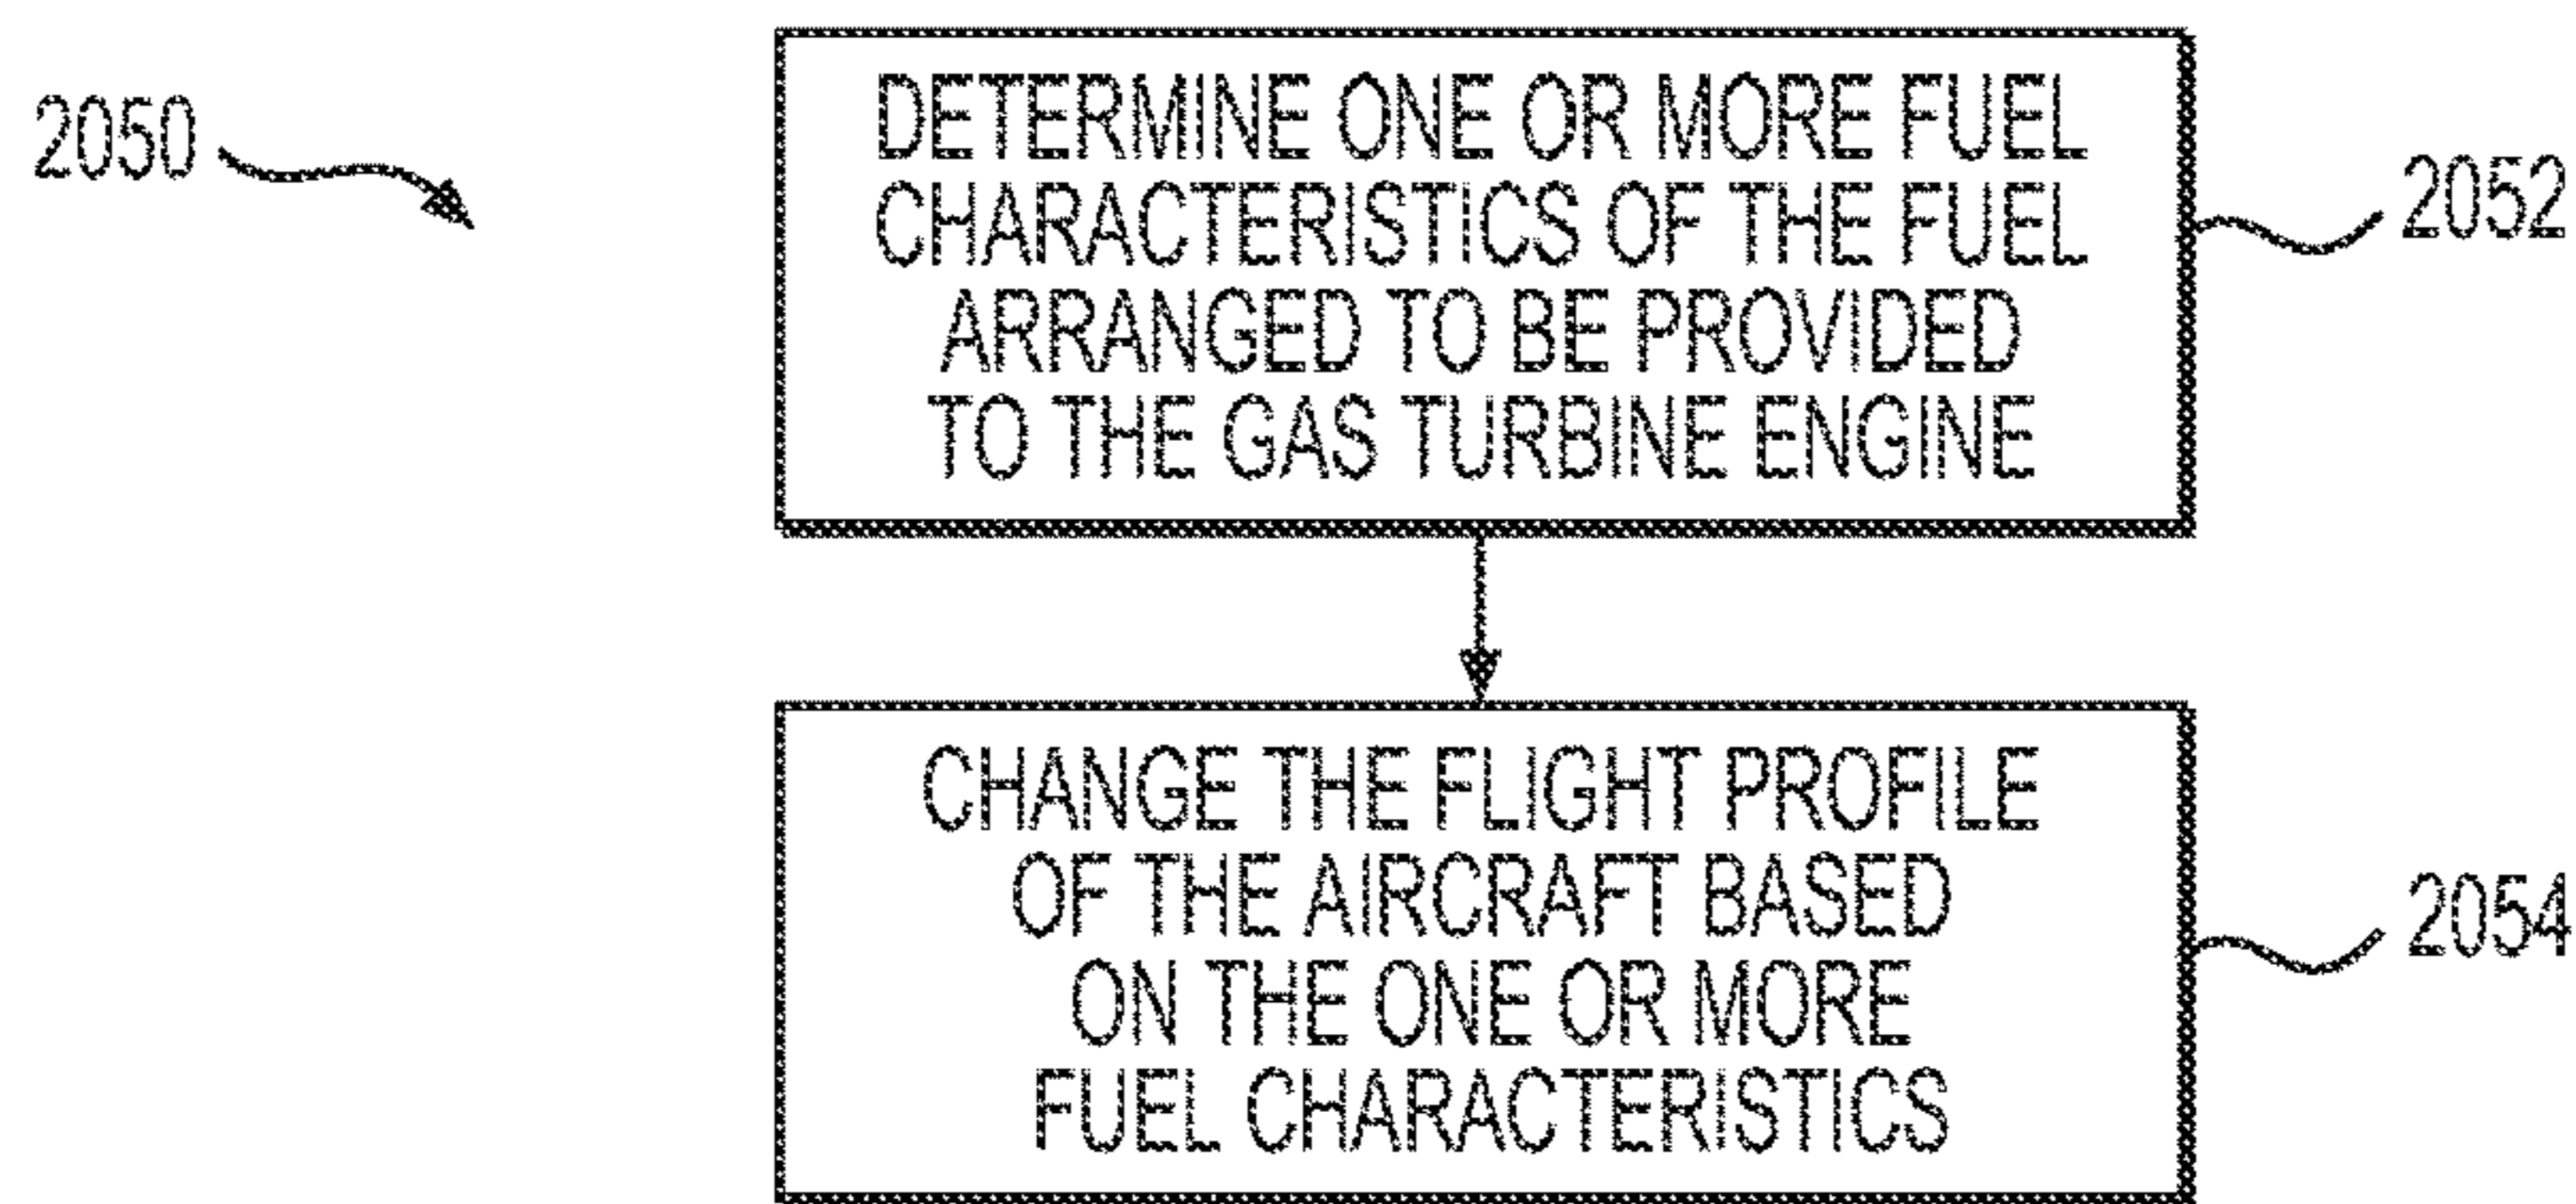 2050
DETERMINE ONE OR MORE FUEL
CHARACTERISTICS OF THE FUEL
ARRANGED TO BE PROVIDED
TO THE GAS TURBINE ENGINE
2052
CHANGE THE FLIGHT PROFILE
OF THE AIRCRAFT BASED
ON THE ONE OR MORE
FUEL CHARACTERISTICS
2054